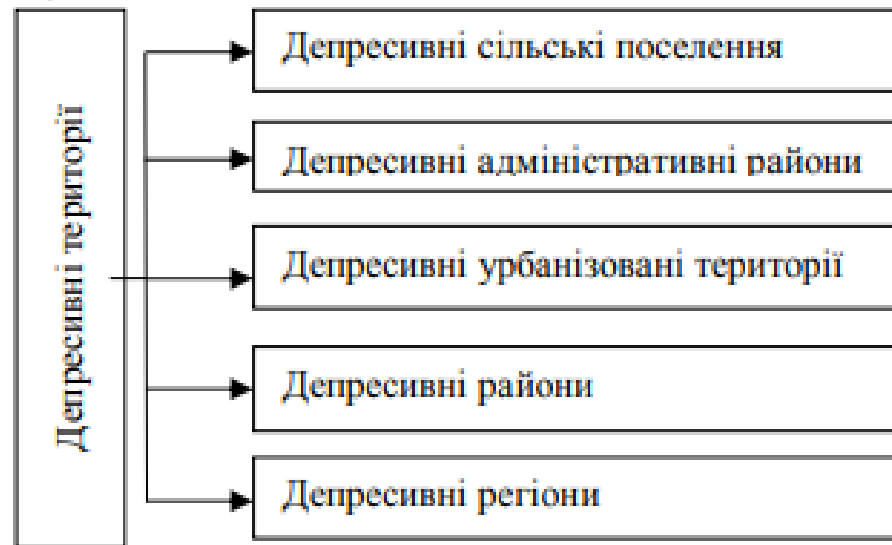 Депресивні території
Депресивні сільські поселення
Депресивні адміністративні райони
Депресивні урбанізовані території
Депресивні райони
Депресивні регіони